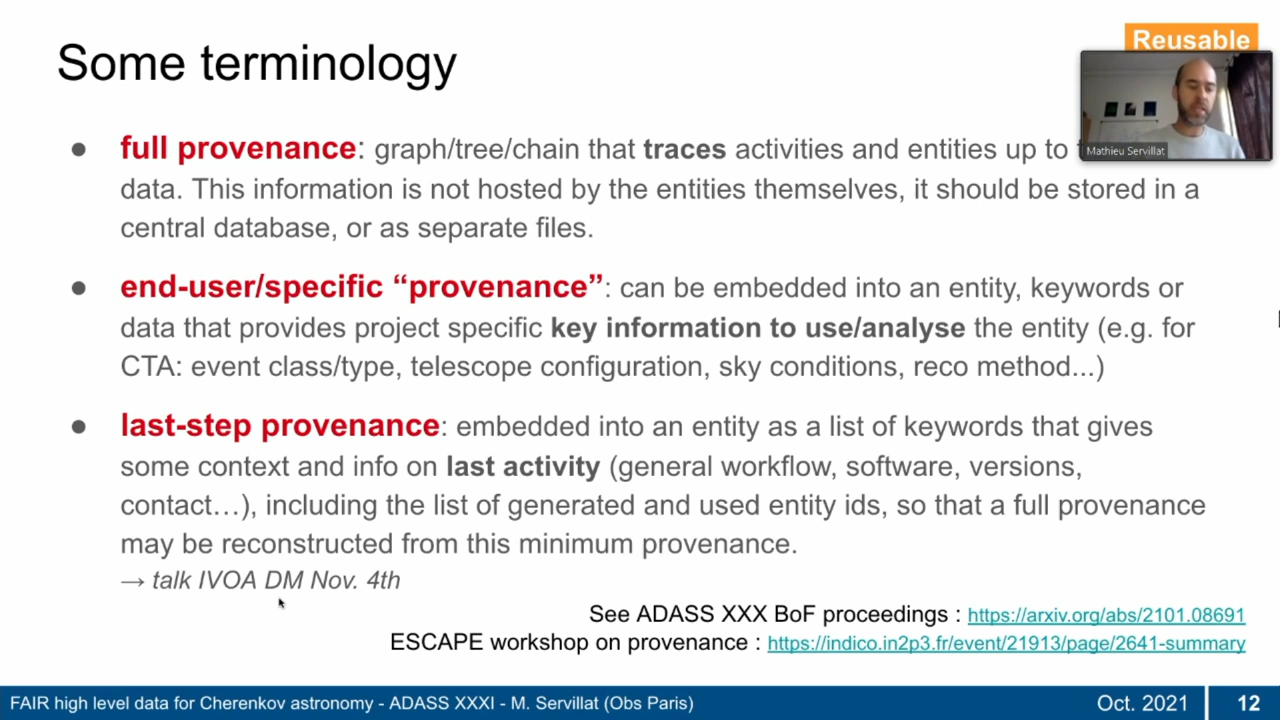 Some terminology
Reusable
Mathieu Servillat
● full provenance: graph/tree/chain that traces activities and entities up to
data. This information is not hosted by the entities themselves, it should be stored in a
central database, or as separate files.
● end-user/specific “provenance”: can be embedded into an entity, keywords or
data that provides project specific key information to use/analyse the entity (e.g. for
CTA: event class/type, telescope configuration, sky conditions, reco method...)
● last-step provenance: embedded into an entity as a list of keywords that gives
some context and info on last activity (general workflow, software, versions,
contact…), including the list of generated and used entity ids, so that a full provenance
may be reconstructed from this minimum provenance.
→ talk IVOA DM Nov. 4th
See ADASS XXX BoF proceedings : https://arxiv.org/abs/2101.08691
ESCAPE workshop on provenance : https://indico.in2p3.fr/event/21913/page/2641-summary
FAIR high level data for Cherenkov astronomy - ADASS XXXI - M. Servillat (Obs Paris)
Oct. 2021
12